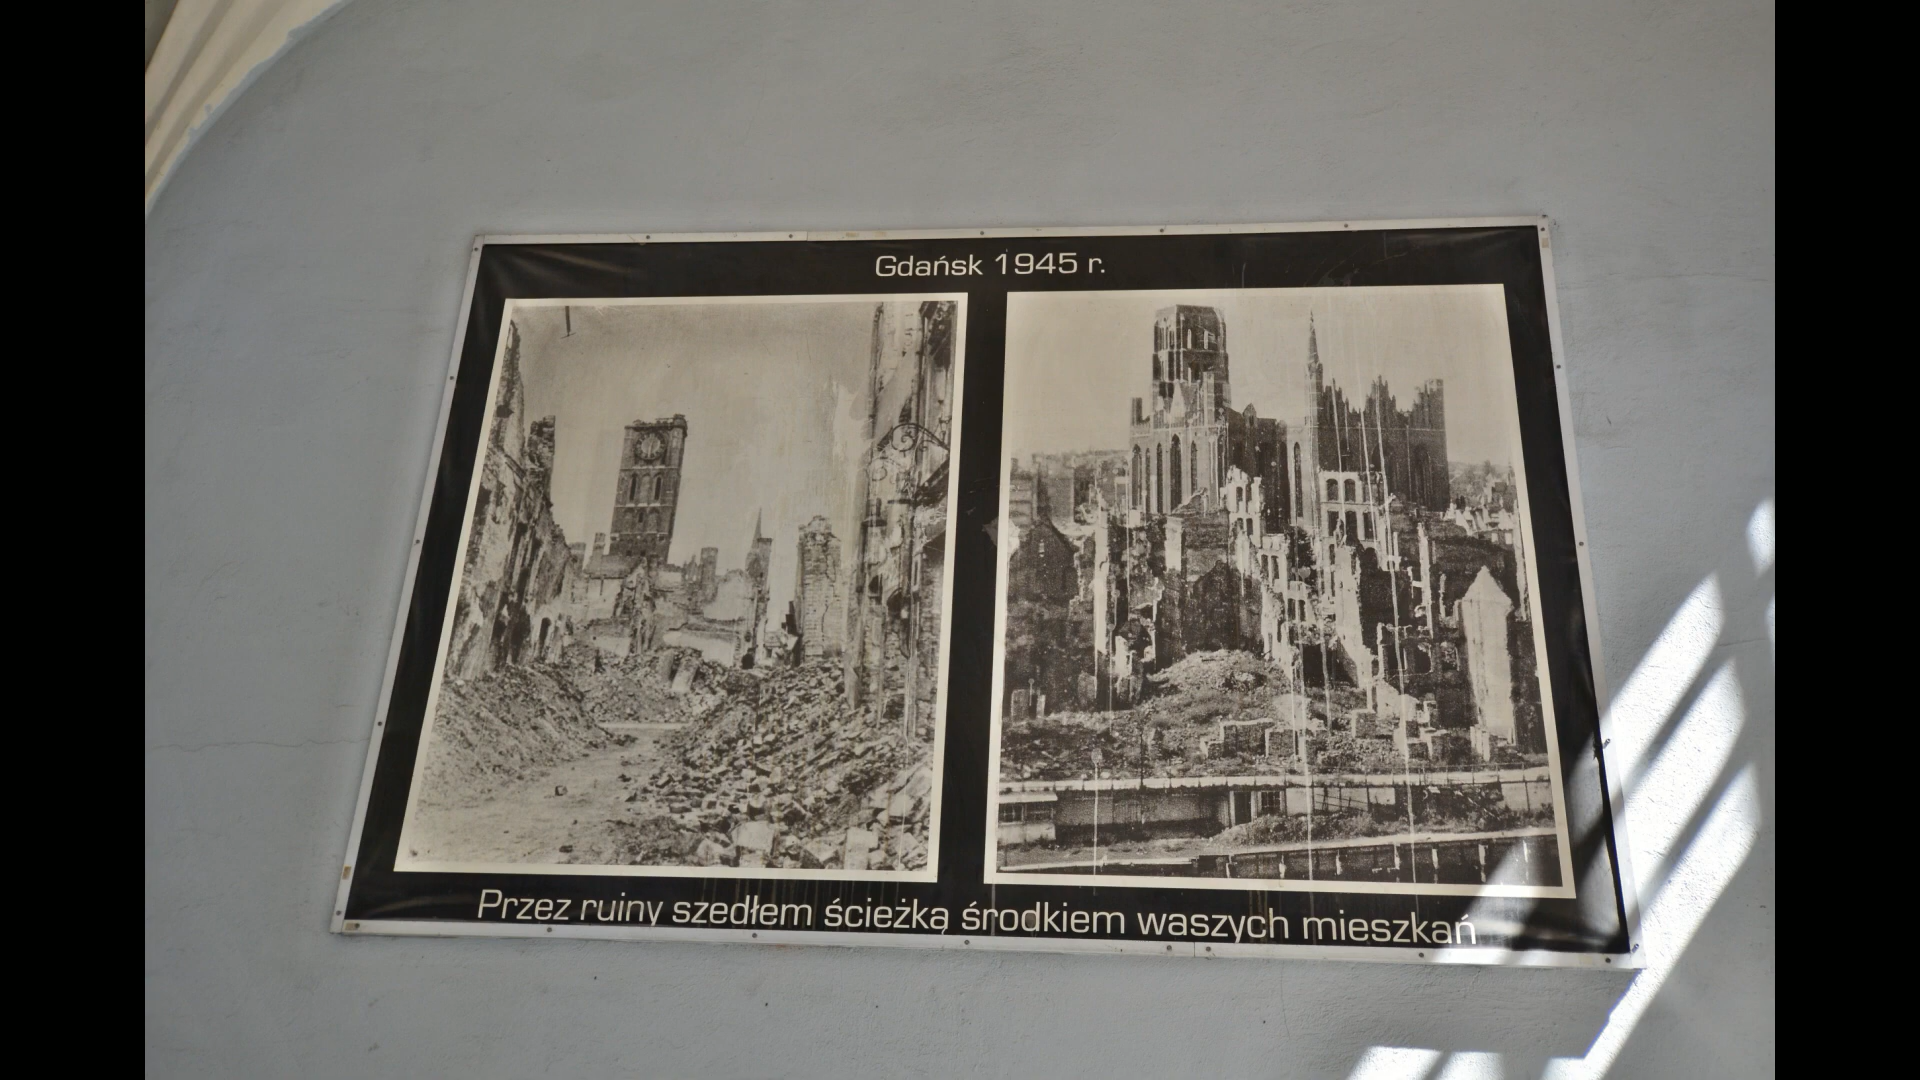 Gdańsk 1945 r.
Przez ruiny szedłem ścieżką środkiem waszych mieszkań